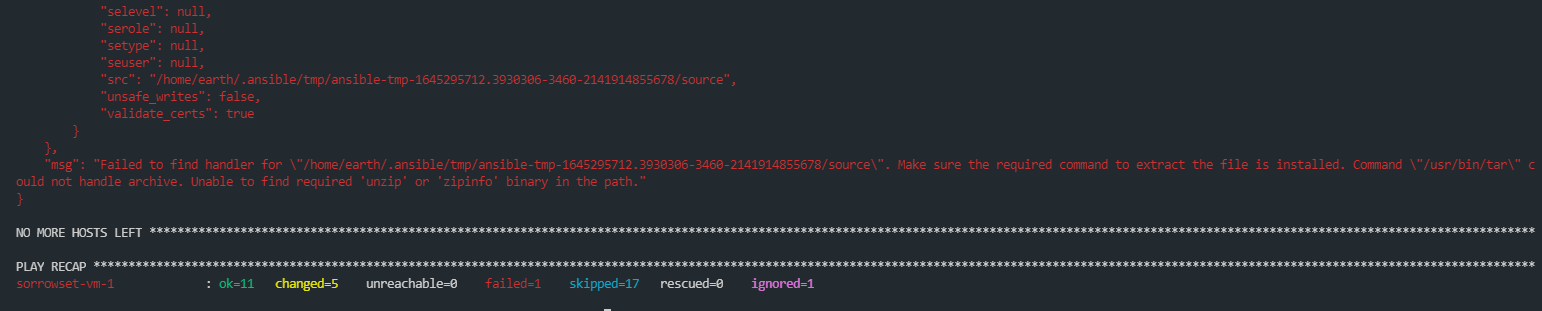 "selevel": null,
"serole": null,
"setype": null,
"seuser": null,
"src": "/home/earth/.ansible/tmp/ansible-tmp-1645295712.3930306-3460-2141914855678/source",
"unsafe_writes": false,
"validate_certs": true
}
},
"msg": "Failed to find handler for \"/home/earth/.ansible/tmp/ansible-tmp-1645295712.3930306-3460-2141914855678/source\". Make sure the required command to extract the file is installed. Command \"/usr/bin/tar\" c
ould not handle archive. Unable to find required 'unzip' or 'zipinfo' binary in the path."
}
NO MORE HOSTS LEFT ******************************************************************************************************************************************************************************************************
PLAY RECAP **************************************************************************************************************************************************************************************************************
sorrowset-vm-1 : ok=11 changed=5 unreachable=0 failed=1 skipped=17 rescued=0 ignored=1